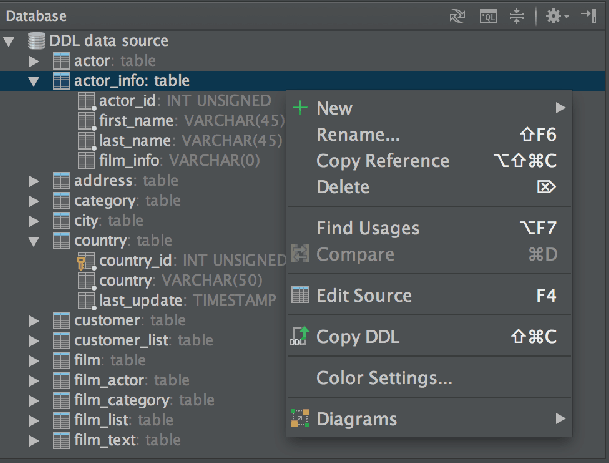 Database
DDL data source
actor: table
actor_info: table
actor_id: INT UNSIGNED
first_name: VARCHAR(45)
last_name: VARCHAR(45)
film_info: VARCHAR(0)
address: table
category: table
city: table
country: table
country_id: INT UNSIGNED
country: VARCHAR(50)
last_update: TIMESTAMP
customer: table
customer_list: table
film: table
film_actor: table
film_category: table
film_list: table
film_text: table
New
Rename... ⇧F6
Copy Reference ⌥⇧⌘C
Delete ⌦
Find Usages ⌥F7
Compare ⌘D
Edit Source F4
Copy DDL ⇧⌘C
Color Settings...
Diagrams